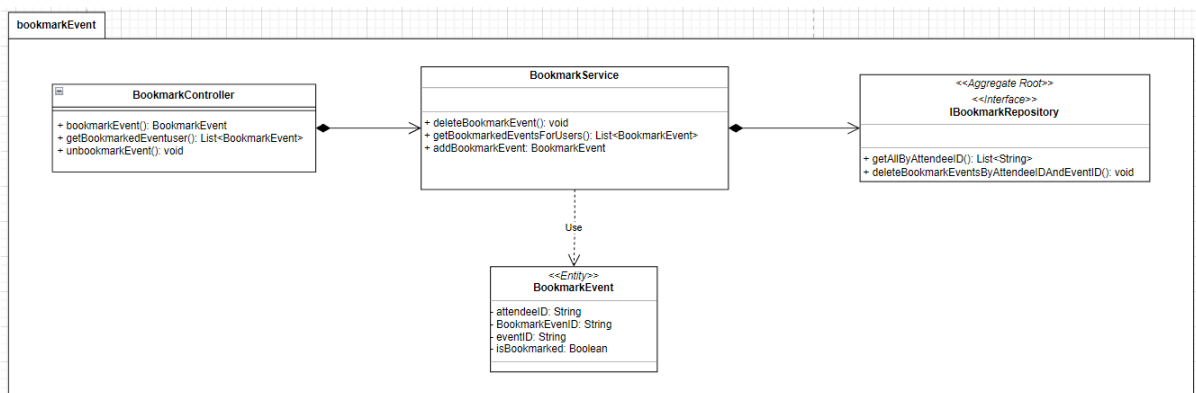 bookmarkEvent
BookmarkController
+ bookmarkEvent(): BookmarkEvent
+ getBookmarkedEventuser(): List<BookmarkEvent>
+ unbookmarkEvent(): void
BookmarkService
+ deleteBookmarkEvent(): void
+ getBookmarkedEventsForUsers(): List<BookmarkEvent>
+ addBookmarkEvent: BookmarkEvent
<<Aggregate Root>>
<<Interface>>
IBookmarkRepository
+ getAllByAttendeeID(): List<String>
+ deleteBookmarkEventsByAttendeeIDAndEventID(): void
Use
<<Entity>>
BookmarkEvent
- attendeeID: String
- BookmarkEvenID: String
- eventID: String
- isBookmarked: Boolean